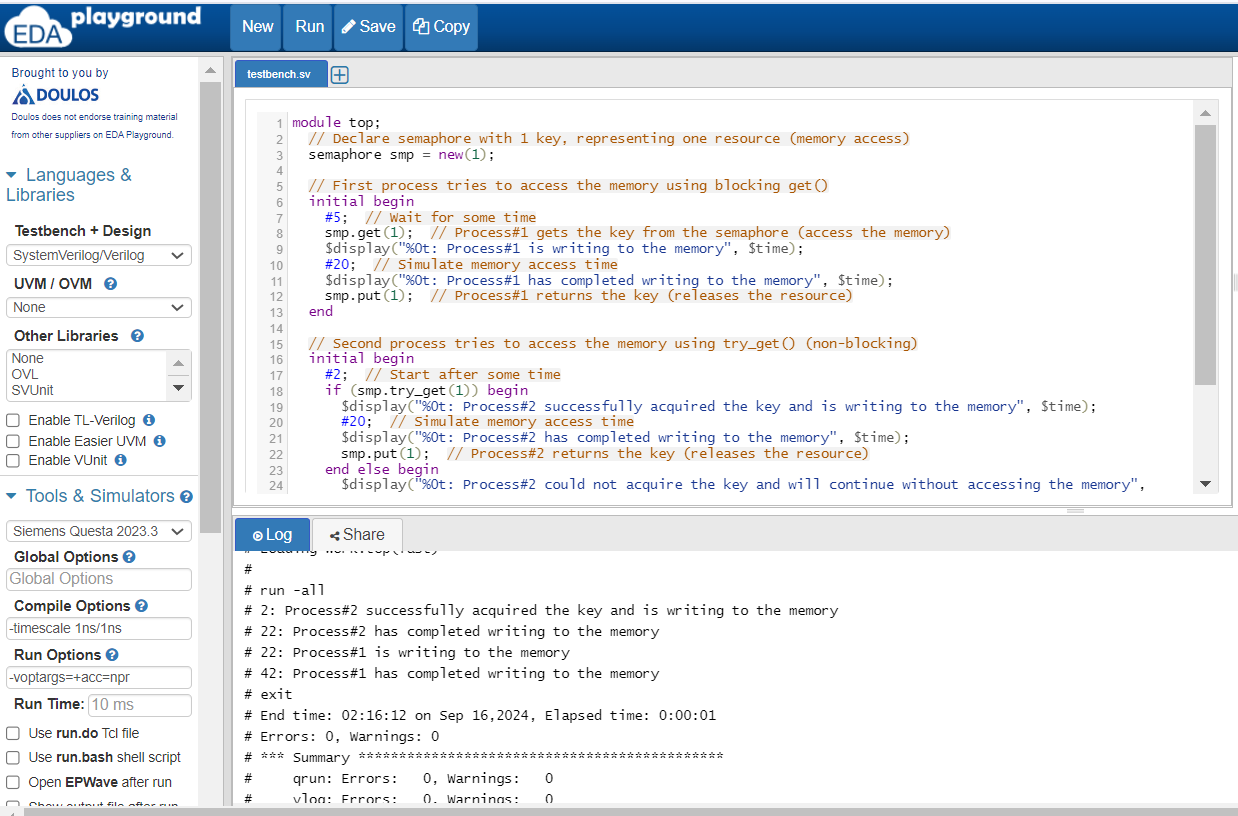 EDA playground
New Run Save Copy
Brought to you by
DOULOS
Doulos does not endorse training material
from other suppliers on EDA Playground.
Languages &
Libraries
Testbench + Design
SystemVerilog/Verilog
UVM / OVM
None
Other Libraries
None
OVL
SVUnit
Enable TL-Verilog
Enable Easier UVM
Enable VUnit
Tools & Simulators
Siemens Questa 2023.3
Global Options
Global Options
Compile Options
-timescale 1ns/1ns
Run Options
-voptargs=+acc=npr
Run Time: 10 ms
Use run.do Tcl file
Use run.bash shell script
Open EPWave after run
Show output file after run
testbench.sv
1 module top;
2 // Declare semaphore with 1 key, representing one resource (memory access)
3 semaphore smp = new(1);
4
5 // First process tries to access the memory using blocking get()
6 initial begin
7 #5; // Wait for some time
8 smp.get(1); // Process#1 gets the key from the semaphore (access the memory)
9 $display("%0t: Process#1 is writing to the memory", $time);
10 #20; // Simulate memory access time
11 $display("%0t: Process#1 has completed writing to the memory", $time);
12 smp.put(1); // Process#1 returns the key (releases the resource)
13 end
14
15 // Second process tries to access the memory using try_get() (non-blocking)
16 initial begin
17 #2; // Start after some time
18 if (smp.try_get(1)) begin
19 $display("%0t: Process#2 successfully acquired the key and is writing to the memory", $time);
20 #20; // Simulate memory access time
21 $display("%0t: Process#2 has completed writing to the memory", $time);
22 smp.put(1); // Process#2 returns the key (releases the resource)
23 end else begin
24 $display("%0t: Process#2 could not acquire the key and will continue without accessing the memory",
Log Share
# Loading work.top(fast)
#
# run -all
# 2: Process#2 successfully acquired the key and is writing to the memory
# 22: Process#2 has completed writing to the memory
# 22: Process#1 is writing to the memory
# 42: Process#1 has completed writing to the memory
# exit
# End time: 02:16:12 on Sep 16,2024, Elapsed time: 0:00:01
# Errors: 0, Warnings: 0
# *** Summary *********************************************
# qrun: Errors: 0, Warnings: 0
# vlog: Errors: 0, Warnings: 0